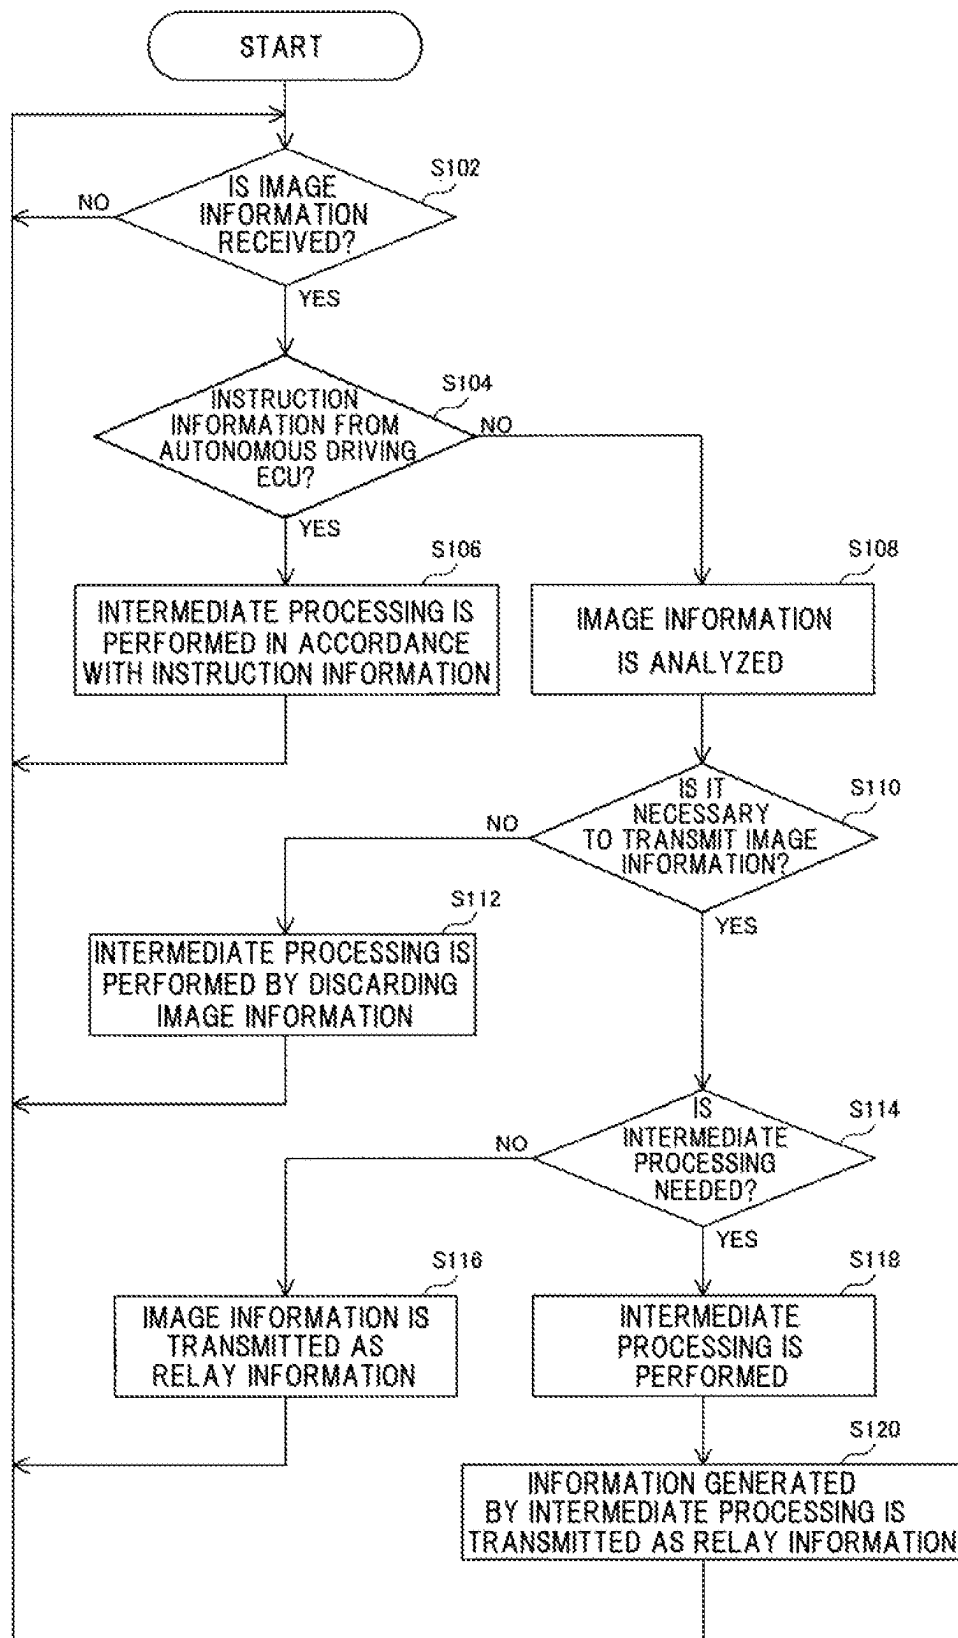 START
S102
IS IMAGE
INFORMATION
RECEIVED?
NO
YES
S104
INSTRUCTION
INFORMATION FROM
AUTONOMOUS DRIVING
ECU?
NO
YES
S106
INTERMEDIATE PROCESSING IS
PERFORMED IN ACCORDANCE
WITH INSTRUCTION INFORMATION
S108
IMAGE INFORMATION
IS ANALYZED
S110
IS IT
NECESSARY
TO TRANSMIT IMAGE
INFORMATION?
NO
YES
S112
INTERMEDIATE PROCESSING IS
PERFORMED BY DISCARDING
IMAGE INFORMATION
S114
IS
INTERMEDIATE
PROCESSING
NEEDED?
NO
YES
S116
IMAGE INFORMATION IS
TRANSMITTED AS
RELAY INFORMATION
S118
INTERMEDIATE
PROCESSING IS
PERFORMED
S120
INFORMATION GENERATED
BY INTERMEDIATE PROCESSING IS
TRANSMITTED AS RELAY INFORMATION